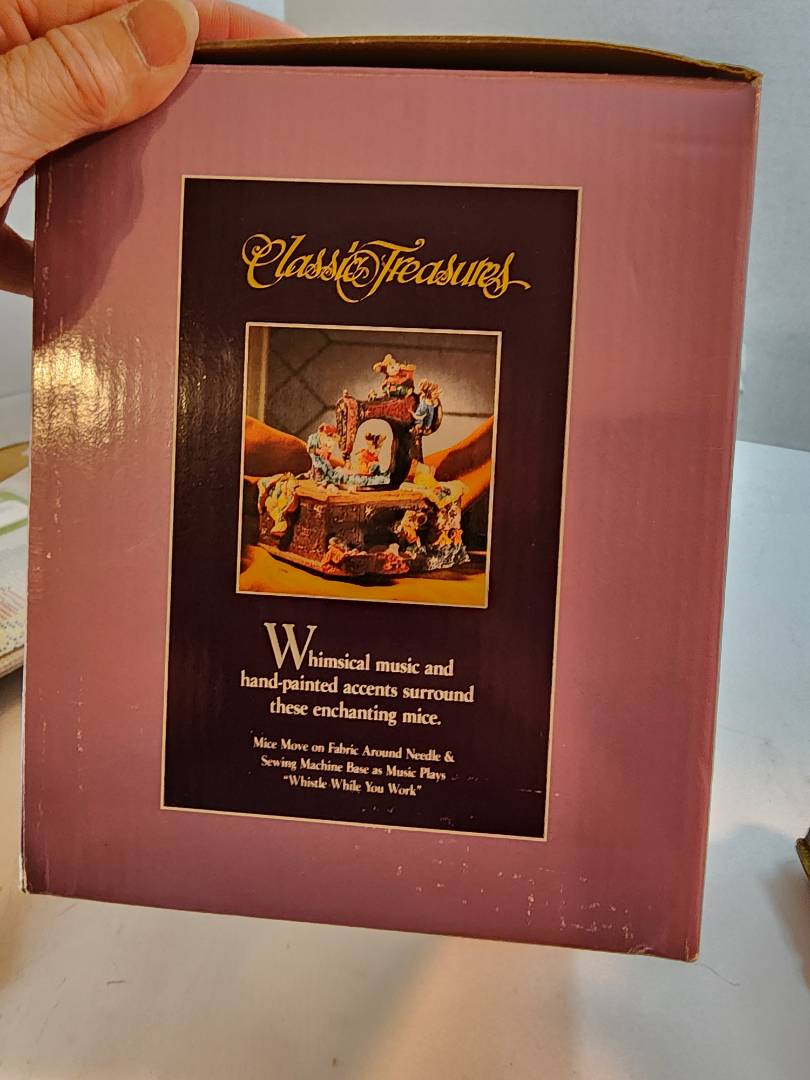 Classic Treasures
Whimsical music and
hand-painted accents surround
these enchanting mice.
Mice Move on Fabric Around Needle &
Sewing Machine Base as Music Plays
"Whistle While You Work"